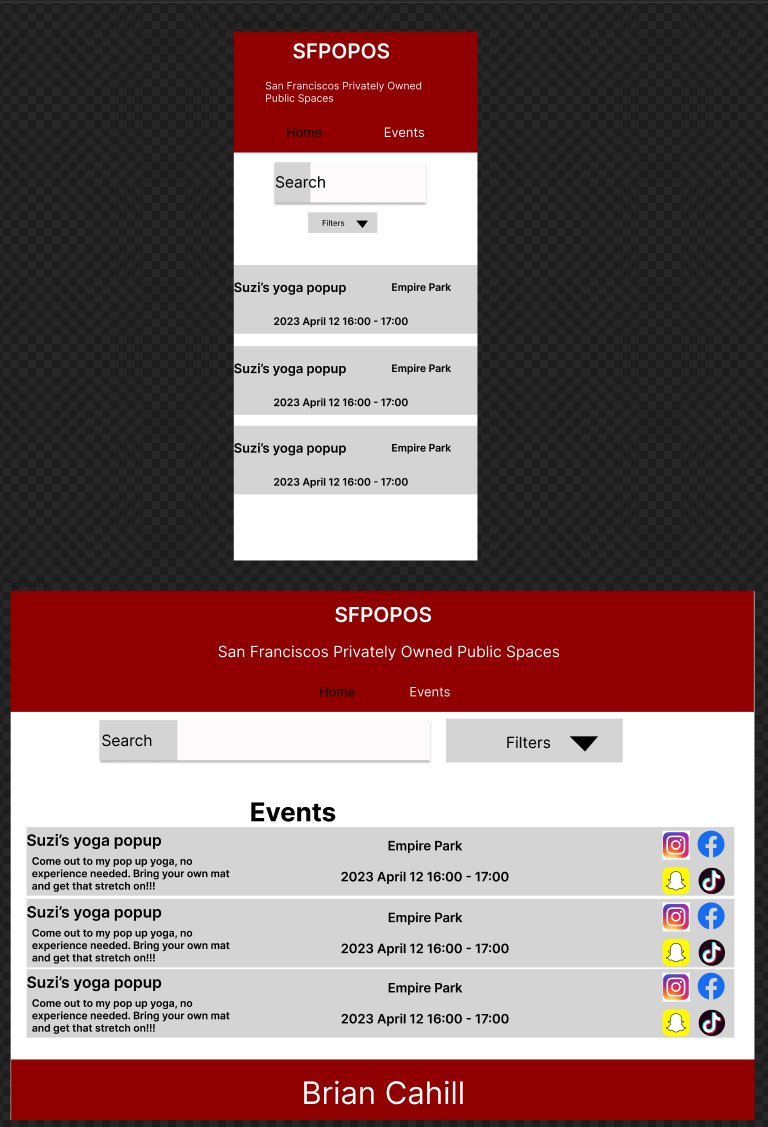 SFPOPOS
San Franciscos Privately Owned
Public Spaces
Home Events
Search
Filters
Suzi's yoga popup Empire Park
2023 April 12 16:00 - 17:00
Suzi's yoga popup Empire Park
2023 April 12 16:00 - 17:00
Suzi's yoga popup Empire Park
2023 April 12 16:00 - 17:00
SFPOPOS
San Franciscos Privately Owned Public Spaces
Home Events
Search Filters
Events
Suzi's yoga popup
Come out to my pop up yoga, no
experience needed. Bring your own mat
and get that stretch on!!!
Empire Park
2023 April 12 16:00 - 17:00
Suzi's yoga popup
Come out to my pop up yoga, no
experience needed. Bring your own mat
and get that stretch on!!!
Empire Park
2023 April 12 16:00 - 17:00
Suzi's yoga popup
Come out to my pop up yoga, no
experience needed. Bring your own mat
and get that stretch on!!!
Empire Park
2023 April 12 16:00 - 17:00
Brian Cahill